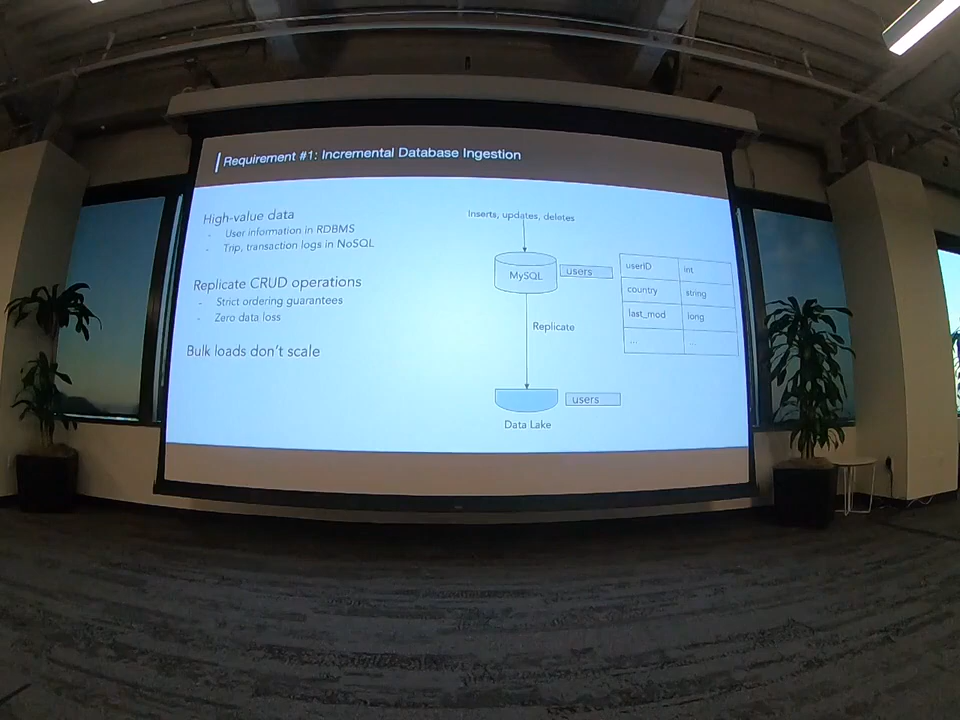 Requirement #1: Incremental Database Ingestion
High-value data
- User information in RDBMS
- Trip, transaction logs in NoSQL
Replicate CRUD operations
- Strict ordering guarantees
- Zero data loss
Bulk loads don't scale
Inserts, updates, deletes
MySQL
users
userID int
country string
last_mod long
... ...
Replicate
users
Data Lake